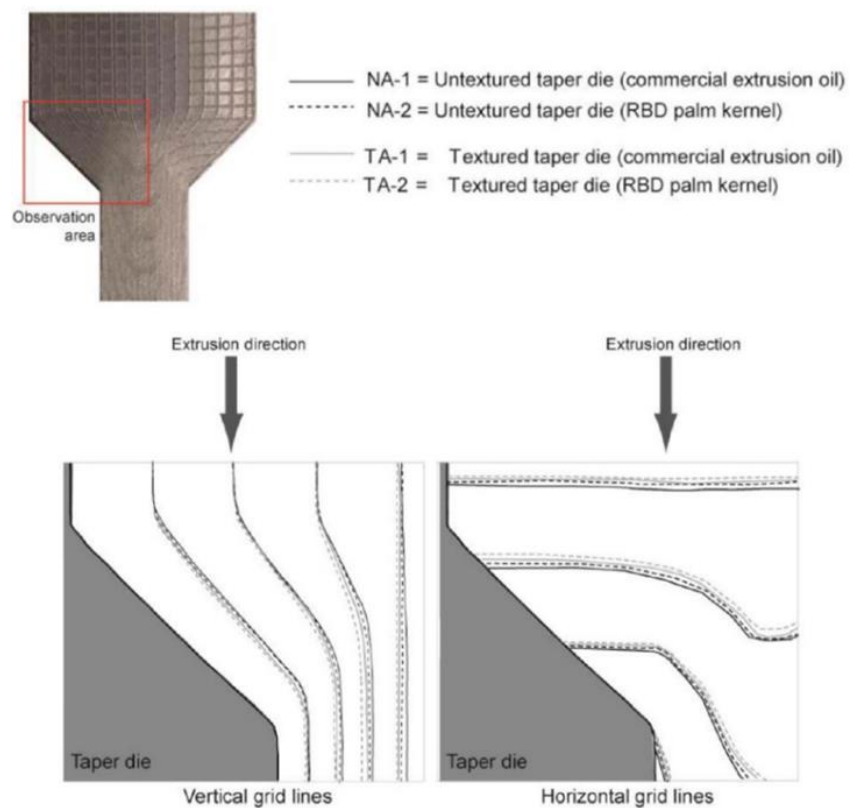 NA-1 = Untextured taper die (commercial extrusion oil)
NA-2 = Untextured taper die (RBD palm kernel)
TA-1 = Textured taper die (commercial extrusion oil)
TA-2 = Textured taper die (RBD palm kernel)
Observation
area
Extrusion direction
Extrusion direction
Taper die
Taper die
Vertical grid lines
Horizontal grid lines